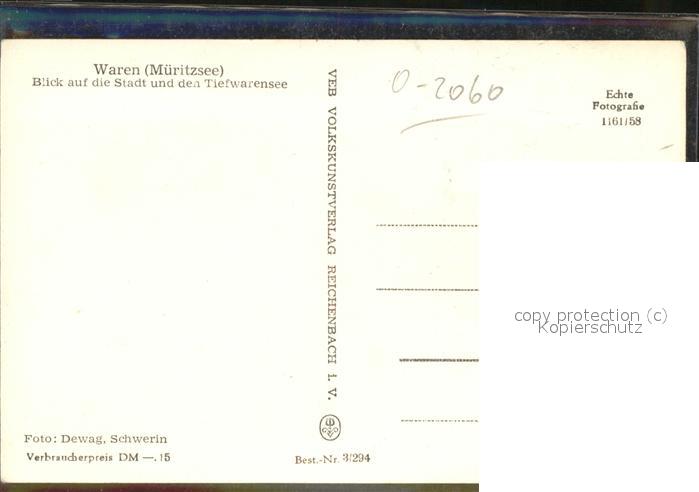 Waren (Müritzsee)
Blick auf die Stadt und den Tiefwarensee
VEB VOLKSKUNSTVERLAG REICHENBACH i. V.
0-2060
Echte
Fotografie
1161/58
copy protection (c)
Kopierschutz
Foto: Dewag, Schwerin
Verbraucherpreis DM —.15
Best.-Nr. 3/294